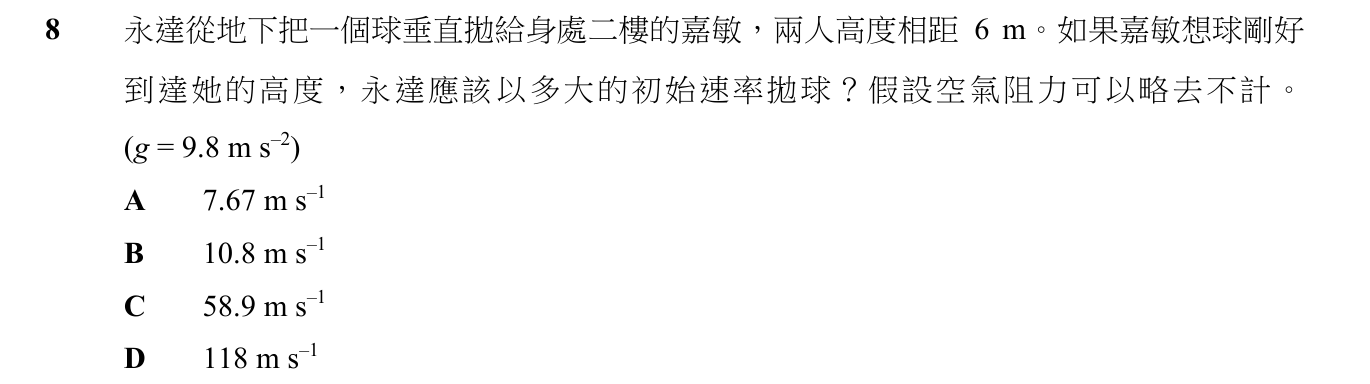 8 永達從地下把一個球垂直拋給身處二樓的嘉敏，兩人高度相距 6 m。如果嘉敏想球剛好
到達她的高度，永達應該以多大的初始速率拋球？假設空氣阻力可以略去不計。
(g = 9.8 m s⁻²)
A 7.67 m s⁻¹
B 10.8 m s⁻¹
C 58.9 m s⁻¹
D 118 m s⁻¹